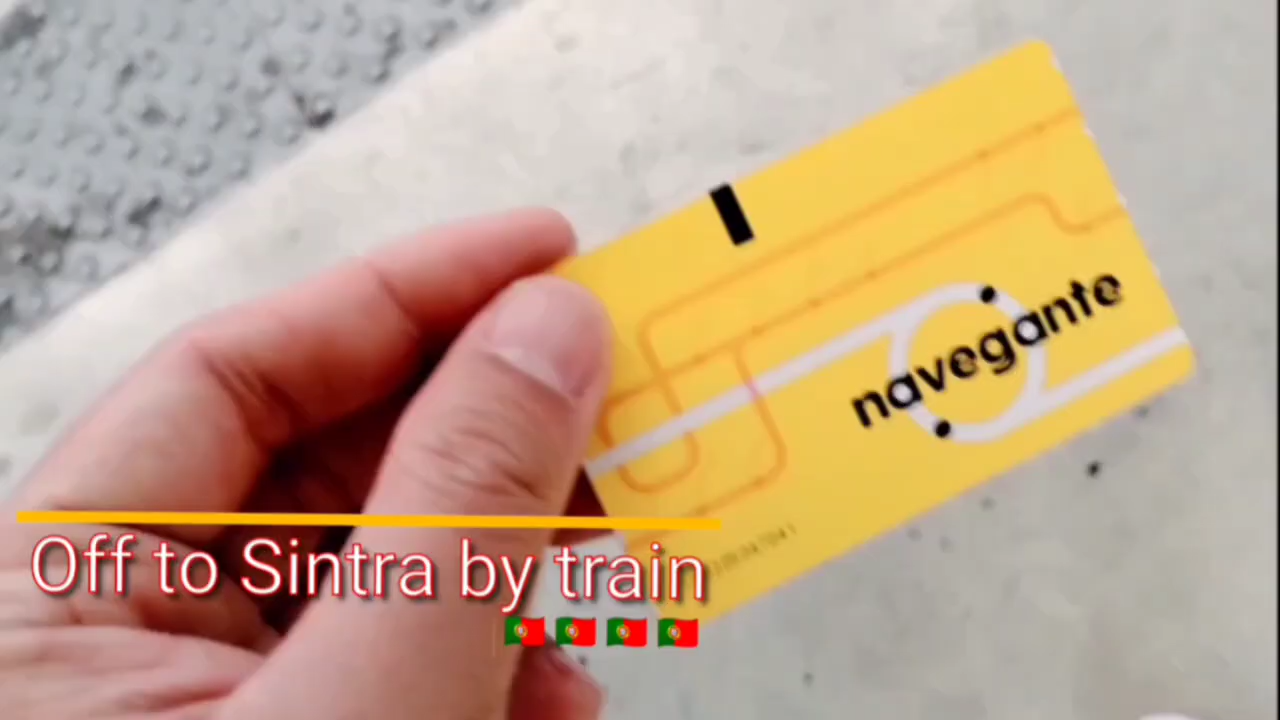 navegante
Off to Sintra by train
🇵🇹 🇵🇹 🇵🇹 🇵🇹